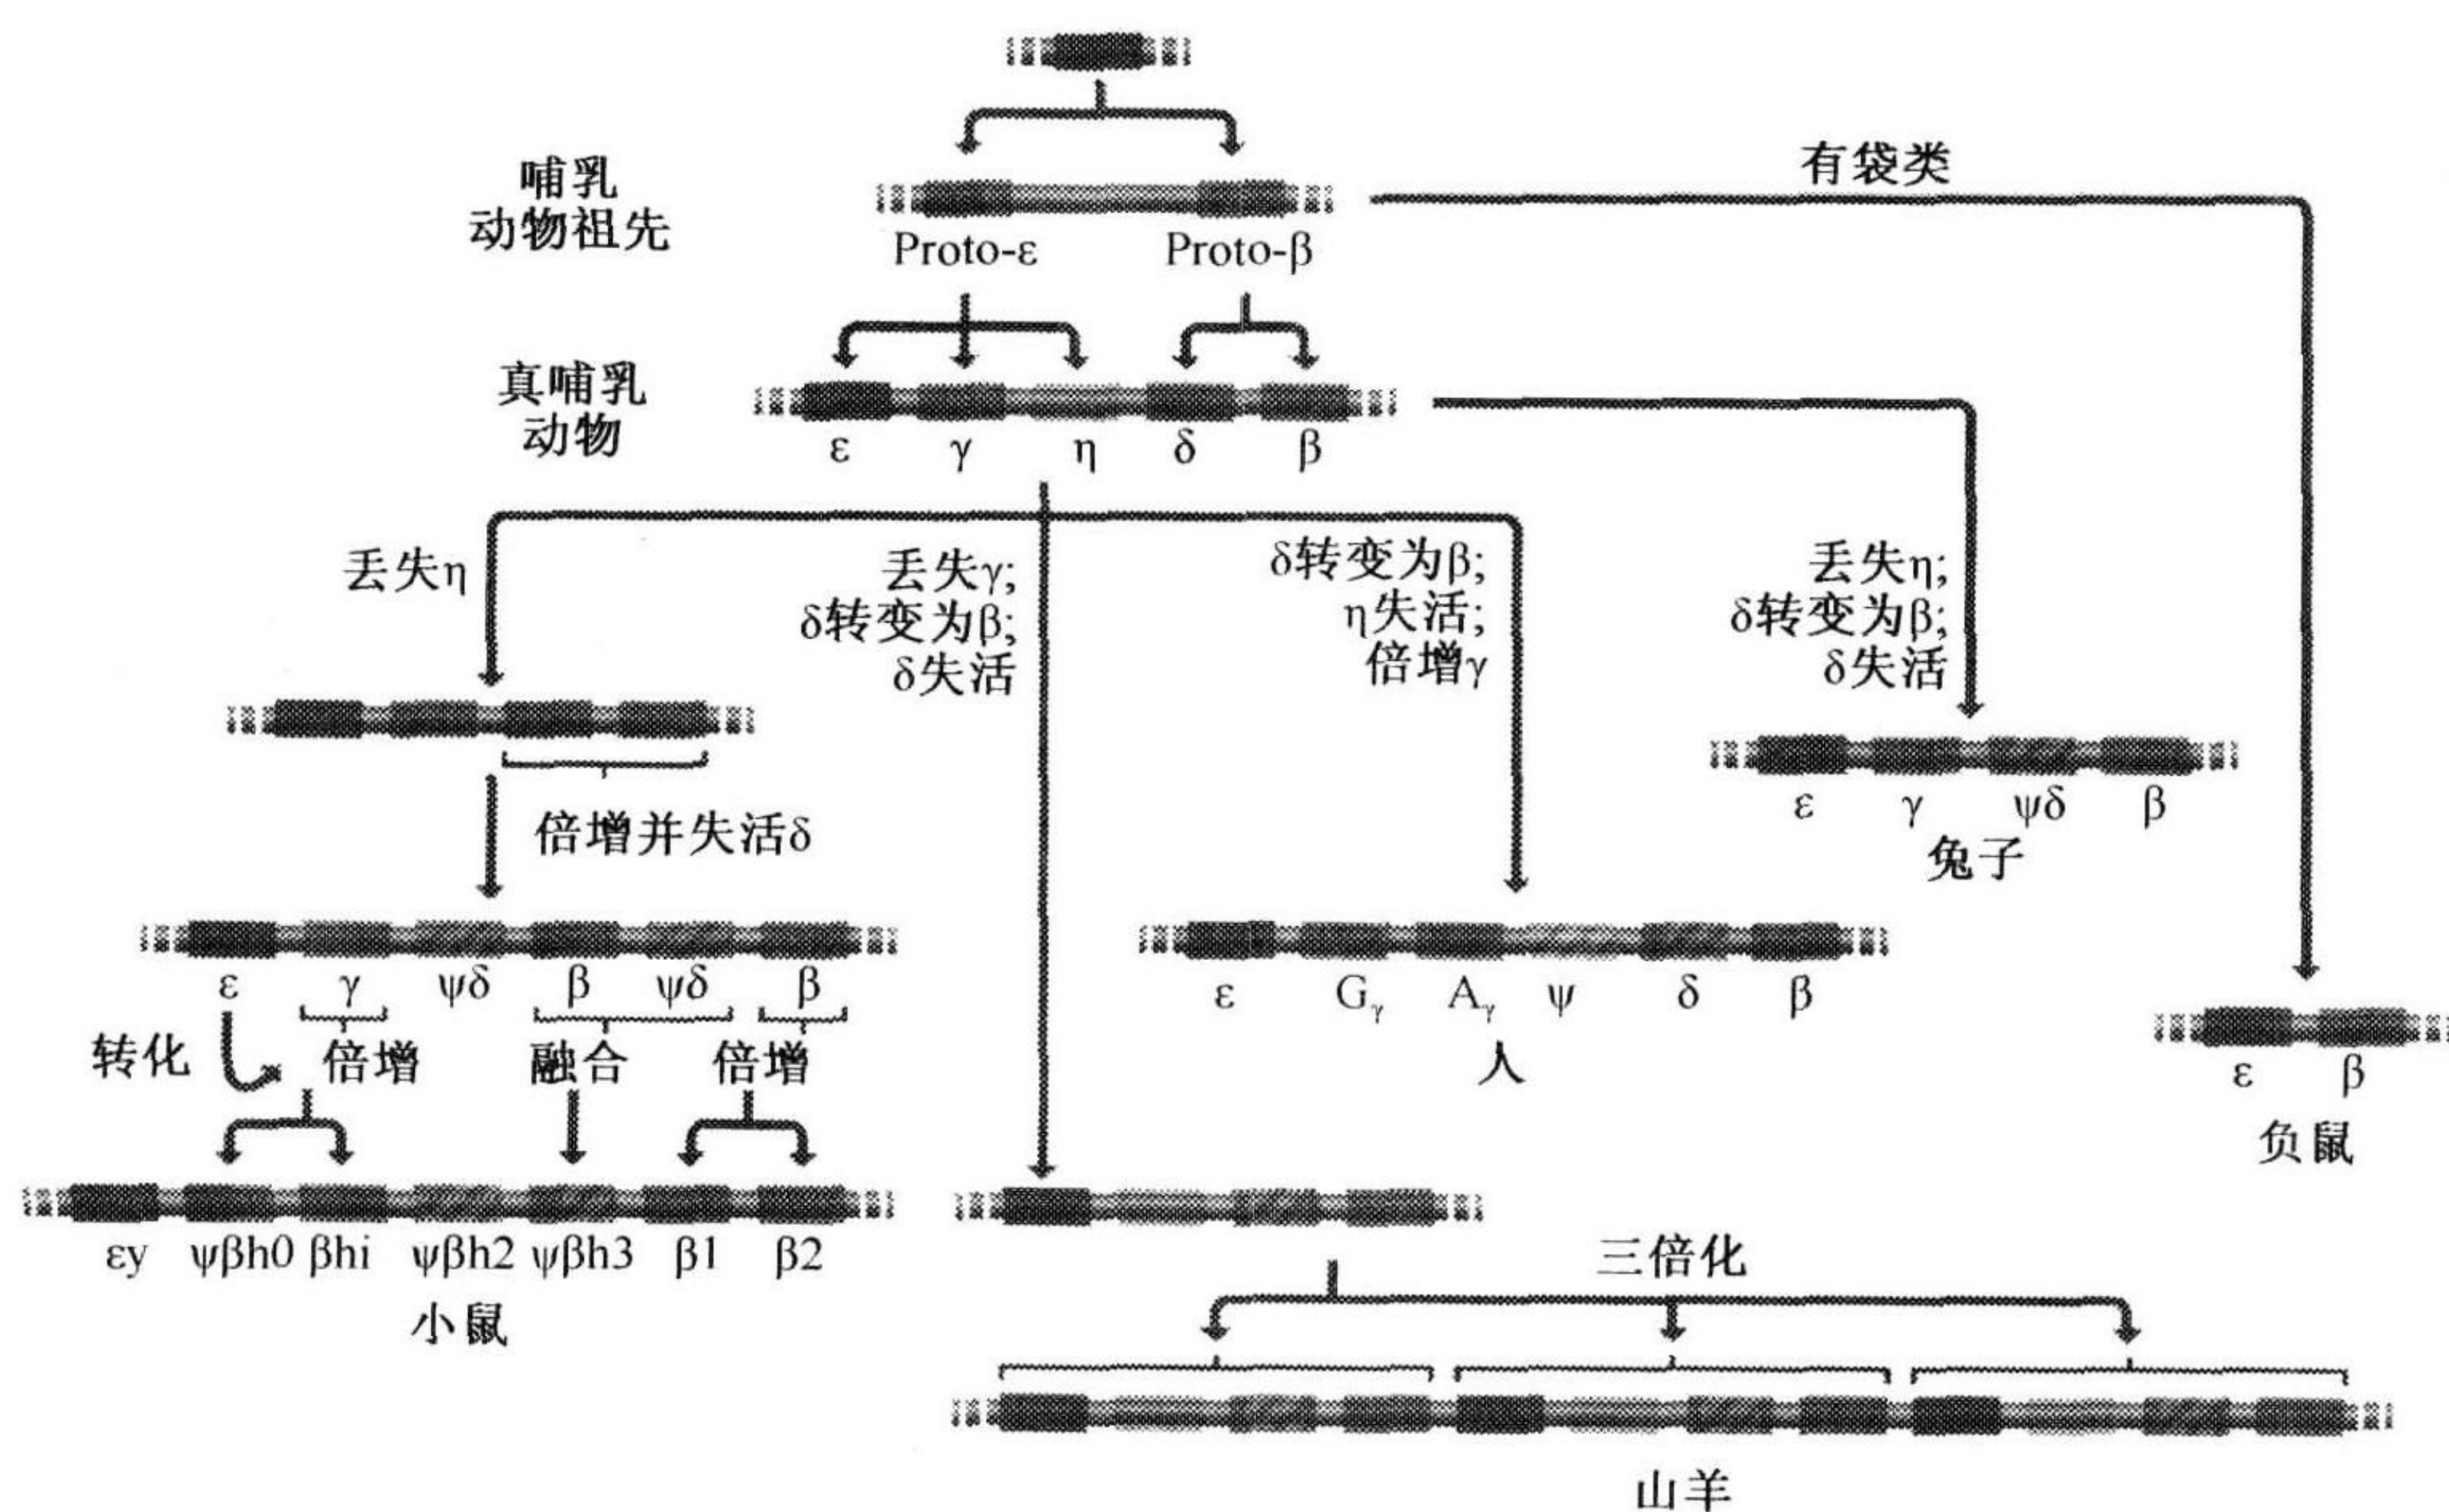 哺乳
动物祖先
Proto-ε
Proto-β
有袋类
真哺乳
动物
ε γ η δ β
丢失η
丢失γ;
δ转变为β;
δ失活
δ转变为β;
η失活;
倍增γ
丢失η;
δ转变为β;
δ失活
倍增并失活δ
ε γ ψδ β
兔子
ε γ ψδ β ψδ β
转化
倍增
融合
倍增
ε Gγ Aγ ψ δ β
人
ε β
负鼠
εy ψβh0 βhi ψβh2 ψβh3 β1 β2
小鼠
三倍化
山羊